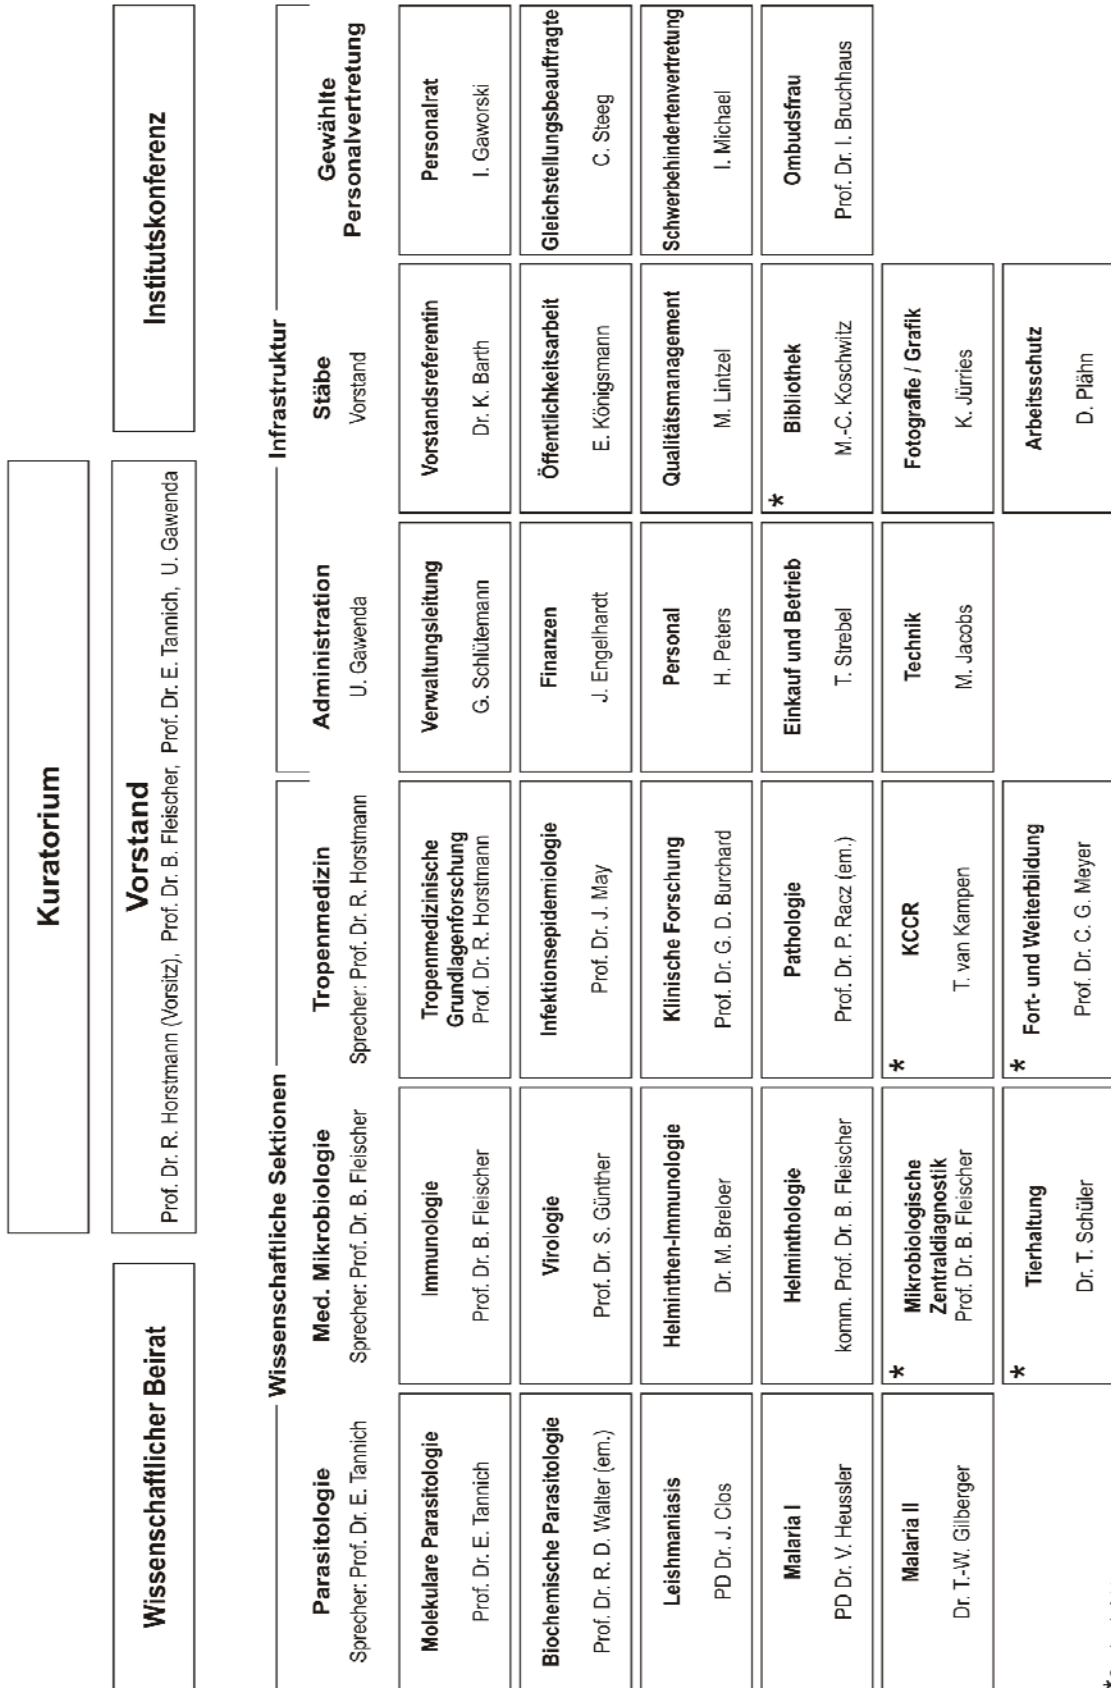 Kuratorium
Wissenschaftlicher Beirat
Vorstand
Prof. Dr. R. Horstmann (Vorsitz), Prof. Dr. B. Fleischer, Prof. Dr. E. Tannich, U. Gawenda
Institutskonferenz
Wissenschaftliche Sektionen
Infrastruktur
Parasitologie
Sprecher: Prof. Dr. E. Tannich
Med. Mikrobiologie
Sprecher: Prof. Dr. B. Fleischer
Tropenmedizin
Sprecher: Prof. Dr. R. Horstmann
Administration
U. Gawenda
Stäbe
Vorstand
Gewählte
Personalvertretung
Molekulare Parasitologie
Prof. Dr. E. Tannich
Immunologie
Prof. Dr. B. Fleischer
Tropenmedizinische
Grundlagenforschung
Prof. Dr. R. Horstmann
Verwaltungsleitung
G. Schlütemann
Vorstandsreferentin
Dr. K. Barth
Personalrat
I. Gaworski
Biochemische Parasitologie
Prof. Dr. R. D. Walter (em.)
Virologie
Prof. Dr. S. Günther
Infektionsepidemiologie
Prof. Dr. J. May
Finanzen
J. Engelhardt
Öffentlichkeitsarbeit
E. Königsmann
Gleichstellungsbeauftragte
C. Steeg
Leishmaniasis
PD Dr. J. Clos
Helminthen-Immunologie
Dr. M. Breloer
Klinische Forschung
Prof. Dr. G. D. Burchard
Personal
H. Peters
Qualitätsmanagement
M. Lintzel
Schwerbehindertenvertretung
I. Michael
Malaria I
PD Dr. V. Heussler
Helminthologie
komm. Prof. Dr. B. Fleischer
Pathologie
Prof. Dr. P. Racz (em.)
Einkauf und Betrieb
T. Strebel
*
Bibliothek
M.-C. Koschwitz
Ombudsfrau
Prof. Dr. I. Bruchhaus
Malaria II
Dr. T.-W. Gilberger
*
Mikrobiologische
Zentraldiagnostik
Prof. Dr. B. Fleischer
*
KCCR
T. van Kampen
Technik
M. Jacobs
Fotografie / Grafik
K. Jürries
*
Tierhaltung
Dr. T. Schüler
*
Fort- und Weiterbildung
Prof. Dr. C. G. Meyer
Arbeitsschutz
D. Plähn
*